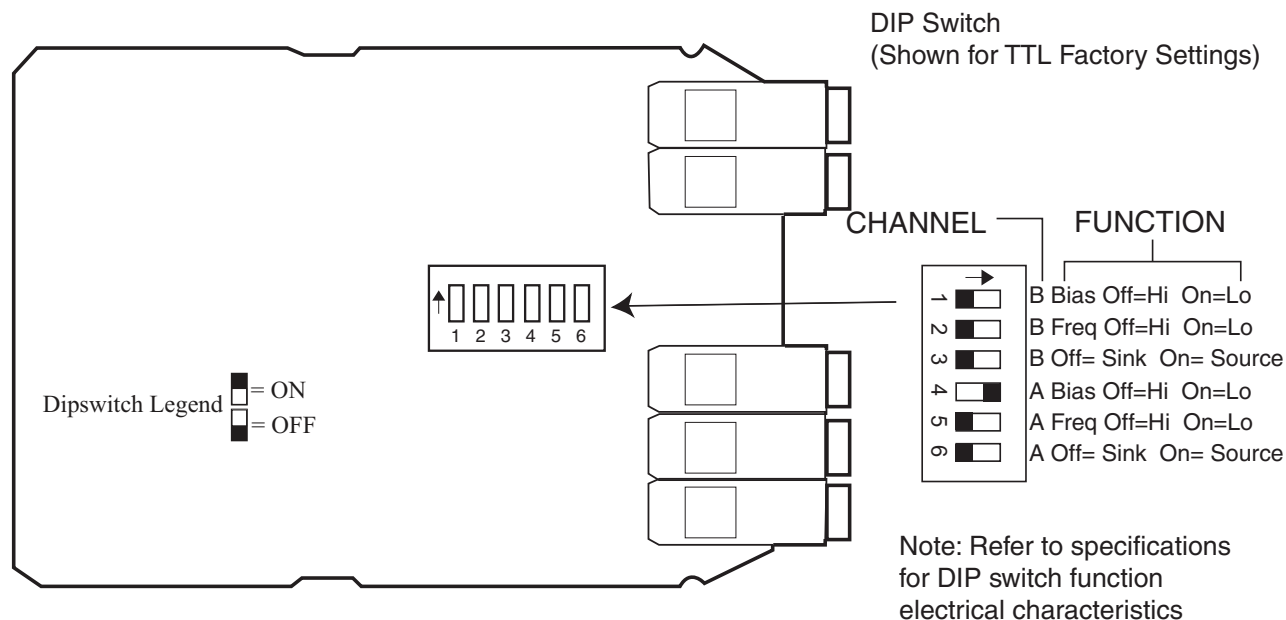 DIP Switch
(Shown for TTL Factory Settings)
CHANNEL FUNCTION
1 B Bias Off=Hi On=Lo
2 B Freq Off=Hi On=Lo
3 B Off= Sink On= Source
4 A Bias Off=Hi On=Lo
5 A Freq Off=Hi On=Lo
6 A Off= Sink On= Source
1 2 3 4 5 6
Dipswitch Legend
= ON
= OFF
Note: Refer to specifications
for DIP switch function
electrical characteristics